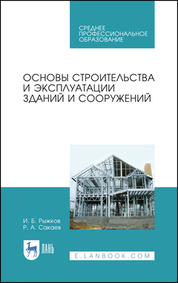 СРЕДНЕЕ
ПРОФЕССИОНАЛЬНОЕ
ОБРАЗОВАНИЕ
ОСНОВЫ СТРОИТЕЛЬСТВА
И ЭКСПЛУАТАЦИИ
ЗДАНИЙ И СООРУЖЕНИЙ
И. Б. Рыжков
Р. А. Сакаев
ЛАНЬ
E.LANBOOK.COM